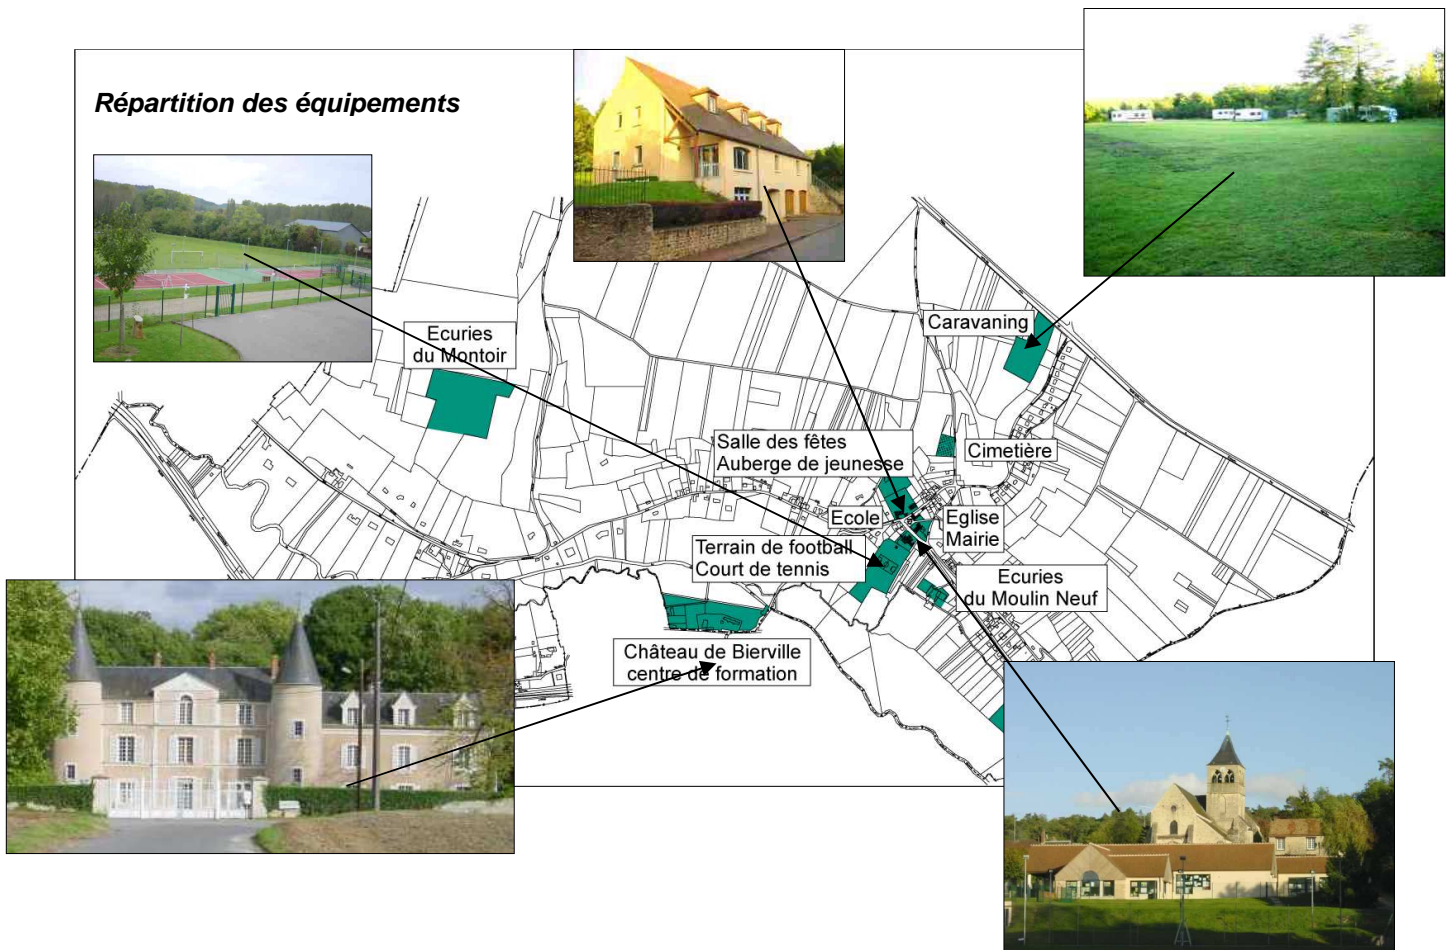 Répartition des équipements
Ecuries
du Montoir
Caravaning
Salle des fêtes
Auberge de jeunesse
Cimetière
Ecole
Eglise
Mairie
Terrain de football
Court de tennis
Ecuries
du Moulin Neuf
Château de Bierville
centre de formation